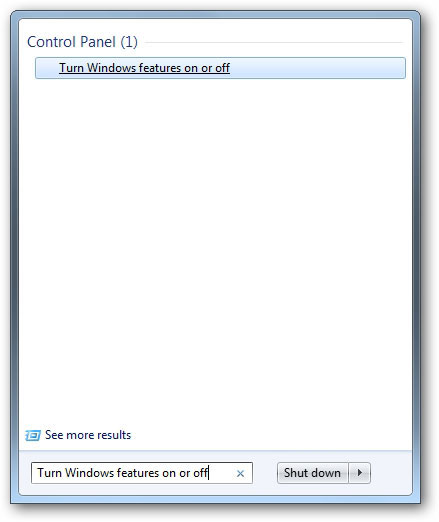 Control Panel (1)
Turn Windows features on or off
See more results
Turn Windows features on or off
Shut down